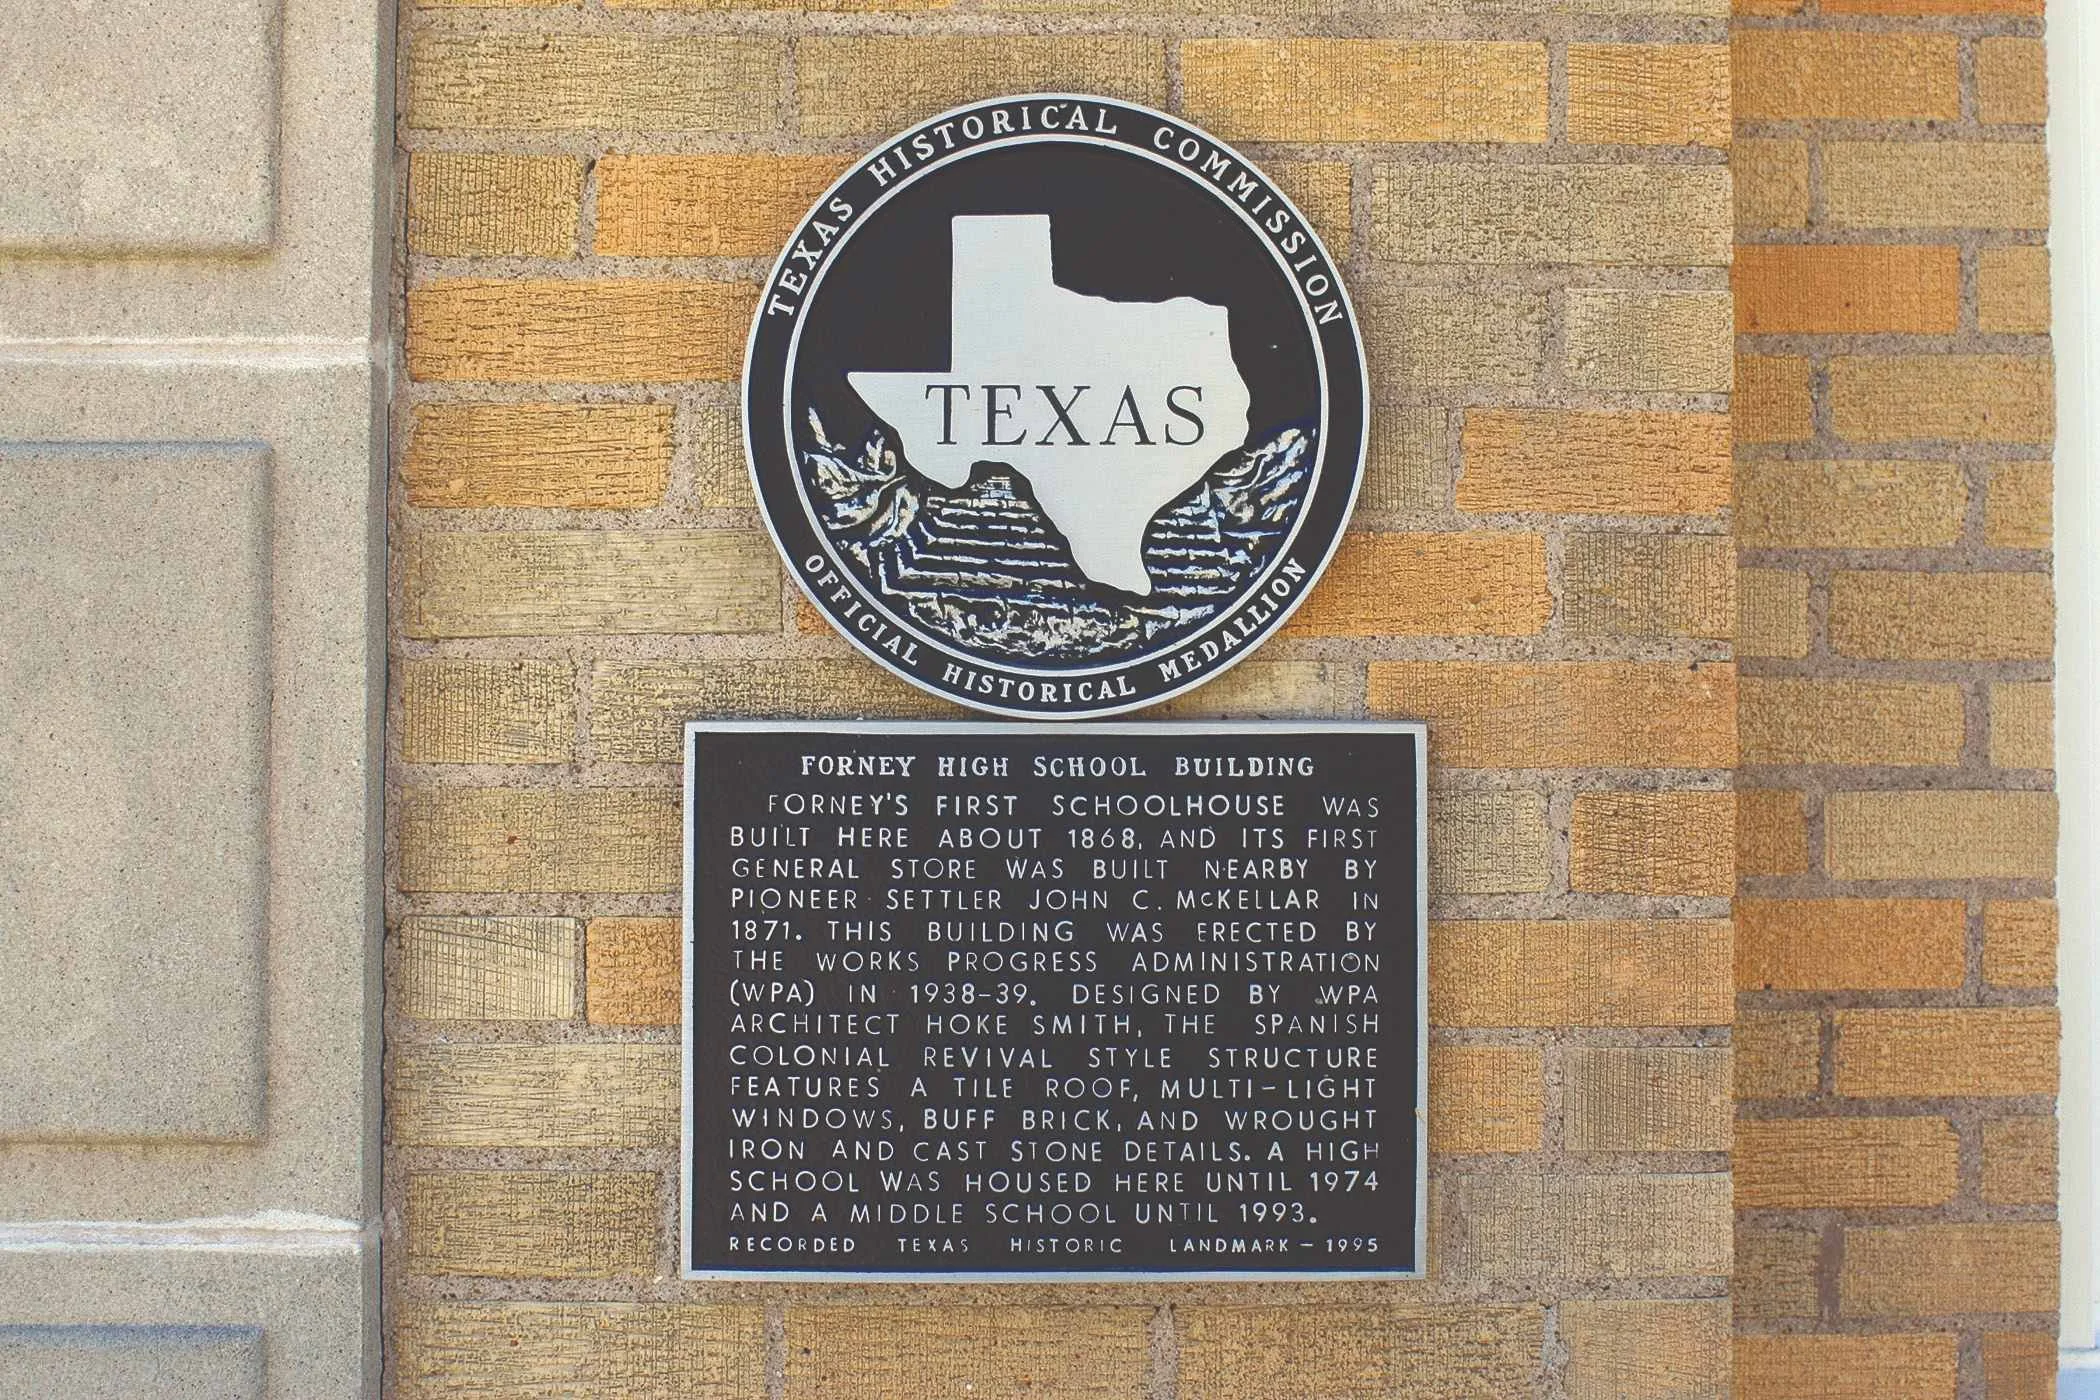 TEXAS HISTORICAL COMMISSION
TEXAS
OFFICIAL HISTORICAL MEDALLION
FORNEY HIGH SCHOOL BUILDING
FORNEY'S FIRST SCHOOLHOUSE WAS
BUILT HERE ABOUT 1868, AND ITS FIRST
GENERAL STORE WAS BUILT NEARBY BY
PIONEER SETTLER JOHN C. McKELLAR IN
1871. THIS BUILDING WAS ERECTED BY
THE WORKS PROGRESS ADMINISTRATION
(WPA) IN 1938-39. DESIGNED BY WPA
ARCHITECT HOKE SMITH, THE SPANISH
COLONIAL REVIVAL STYLE STRUCTURE
FEATURES A TILE ROOF, MULTI-LIGHT
WINDOWS, BUFF BRICK, AND WROUGHT
IRON AND CAST STONE DETAILS. A HIGH
SCHOOL WAS HOUSED HERE UNTIL 1974
AND A MIDDLE SCHOOL UNTIL 1993.
RECORDED TEXAS HISTORIC LANDMARK - 1995